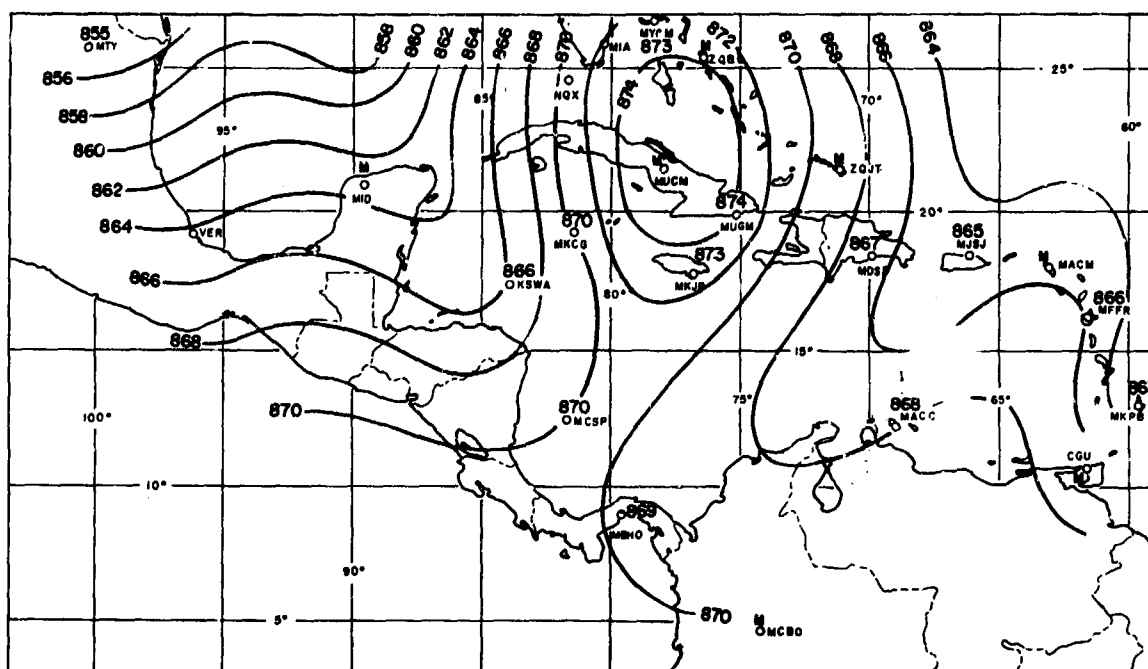 855
MTY
856
858
860
862
864
866
868
870
858
860
862
864
866
868
870
MIA
NQX
MYPM
873
872
M
ZQB
870
868
866
864
25°
70°
60°
95°
85°
874
M
MID
VER
M
MUCM
M
ZQJT
874
MUGM
20°
870
MKCG
873
MKJP
80°
866
KSWA
MDSD
865
MJSJ
M
MACM
866
MFFR
15°
75°
65°
100°
870
MCSP
868
MACC
MKPB
CGU
M
10°
869
MBHO
90°
5°
870
M
MCBO